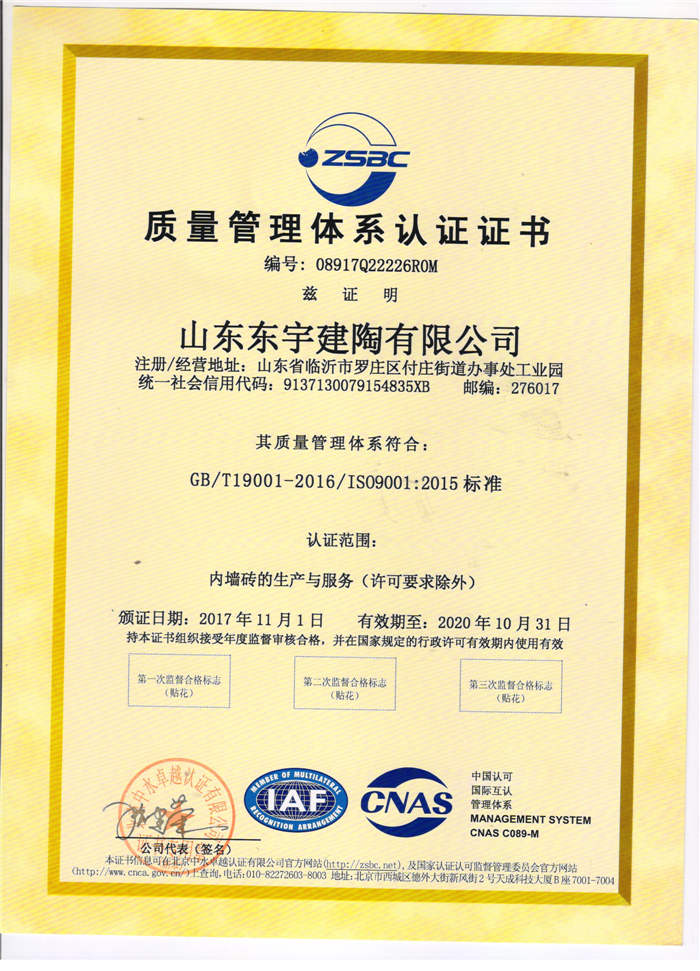 ZSBC
质量管理体系认证证书
编号: 08917Q22226R0M
兹 证 明
山东东宇建陶有限公司
注册/经营地址: 山东省临沂市罗庄区付庄街道办事处工业园
统一社会信用代码: 9137130079154835XB 邮编: 276017
其质量管理体系符合:
GB/T19001-2016/ISO9001:2015 标准
认证范围:
内墙砖的生产与服务（许可要求除外）
颁证日期: 2017 年 11 月 1 日 有效期至: 2020 年 10 月 31 日
持本证书组织接受年度监督审核合格, 并在国家规定的行政许可有效期内使用有效
第一次监督合格标志
（贴花）
第二次监督合格标志
（贴花）
第三次监督合格标志
（贴花）
中水卓越认证有限公司
公司代表（签名）
MEMBER OF MULTILATERAL
IAF
RECOGNITION ARRANGEMENT
CNAS
中国认可
国际互认
管理体系
MANAGEMENT SYSTEM
CNAS C089-M
本证书信息可在北京中水卓越认证有限公司官方网站(http://zsbc.net), 及国家认证认可监督管理委员会官方网站
(http://www.cnca.gov.cn/)上查询, 电话:010-82272603-8003 地址: 北京市西城区德外大街新风街2号天成科技大厦B座7001-7004